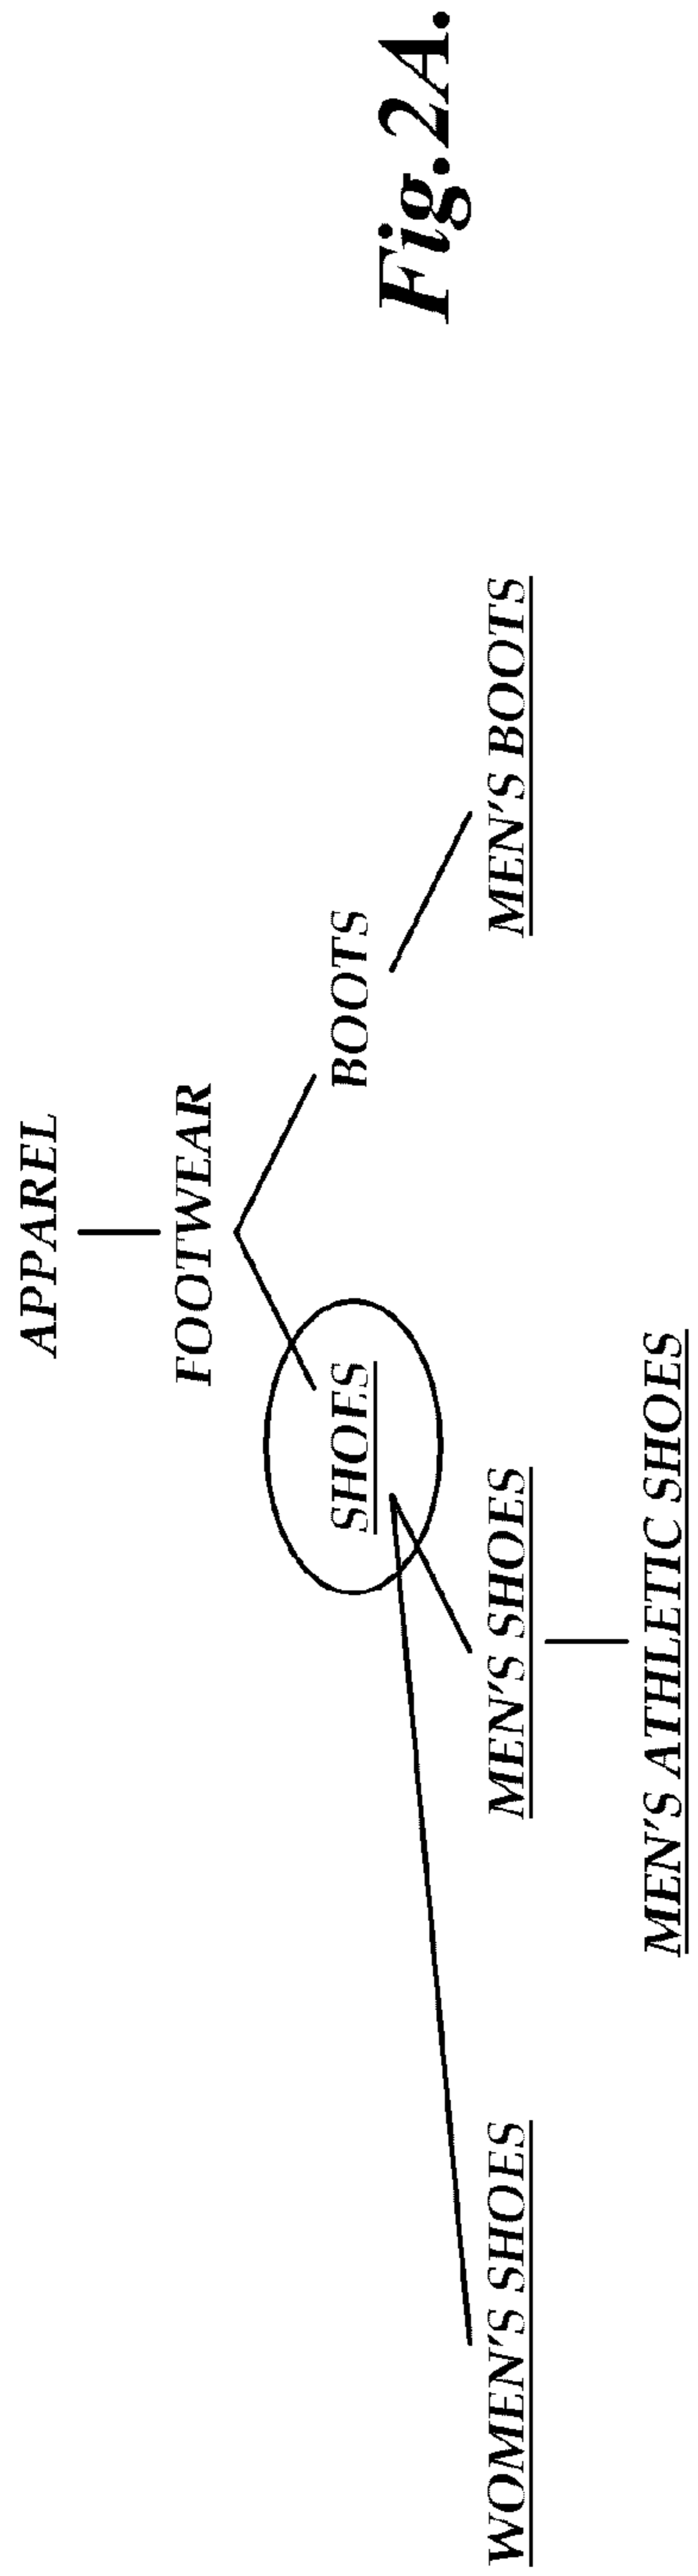 APPAREL
FOOTWEAR
SHOES
BOOTS
WOMEN'S SHOES
MEN'S SHOES
MEN'S BOOTS
MEN'S ATHLETIC SHOES
Fig.2A.